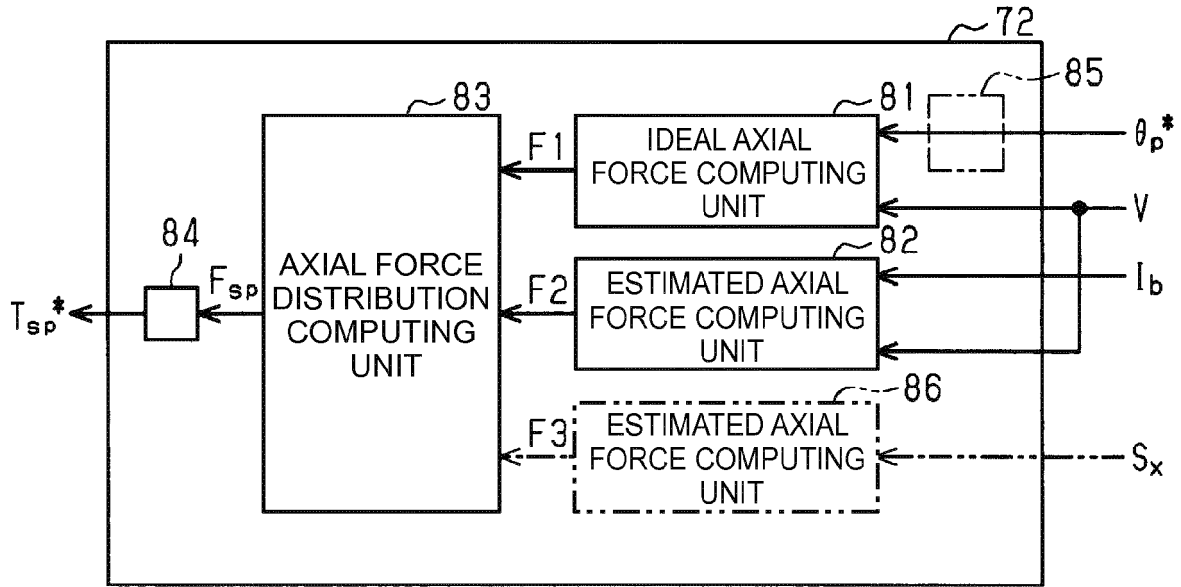 72
83
81
85
F1
IDEAL AXIAL
FORCE COMPUTING
UNIT
θp*
V
84
82
AXIAL FORCE
DISTRIBUTION
COMPUTING
UNIT
Tsp*
Fsp
F2
ESTIMATED AXIAL
FORCE COMPUTING
UNIT
Ib
86
F3
ESTIMATED AXIAL
FORCE COMPUTING
UNIT
Sx